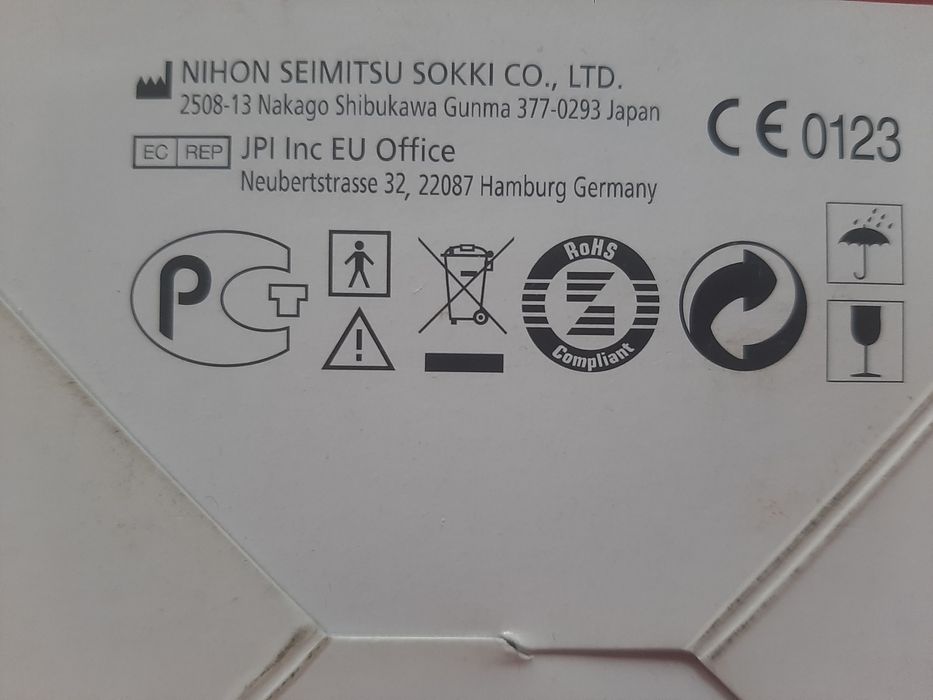 NIHON SEIMITSU SOKKI CO., LTD.
2508-13 Nakago Shibukawa Gunma 377-0293 Japan
CE 0123
EC REP JPI Inc EU Office
Neubertstrasse 32, 22087 Hamburg Germany
РСТ
RoHS
Compliant